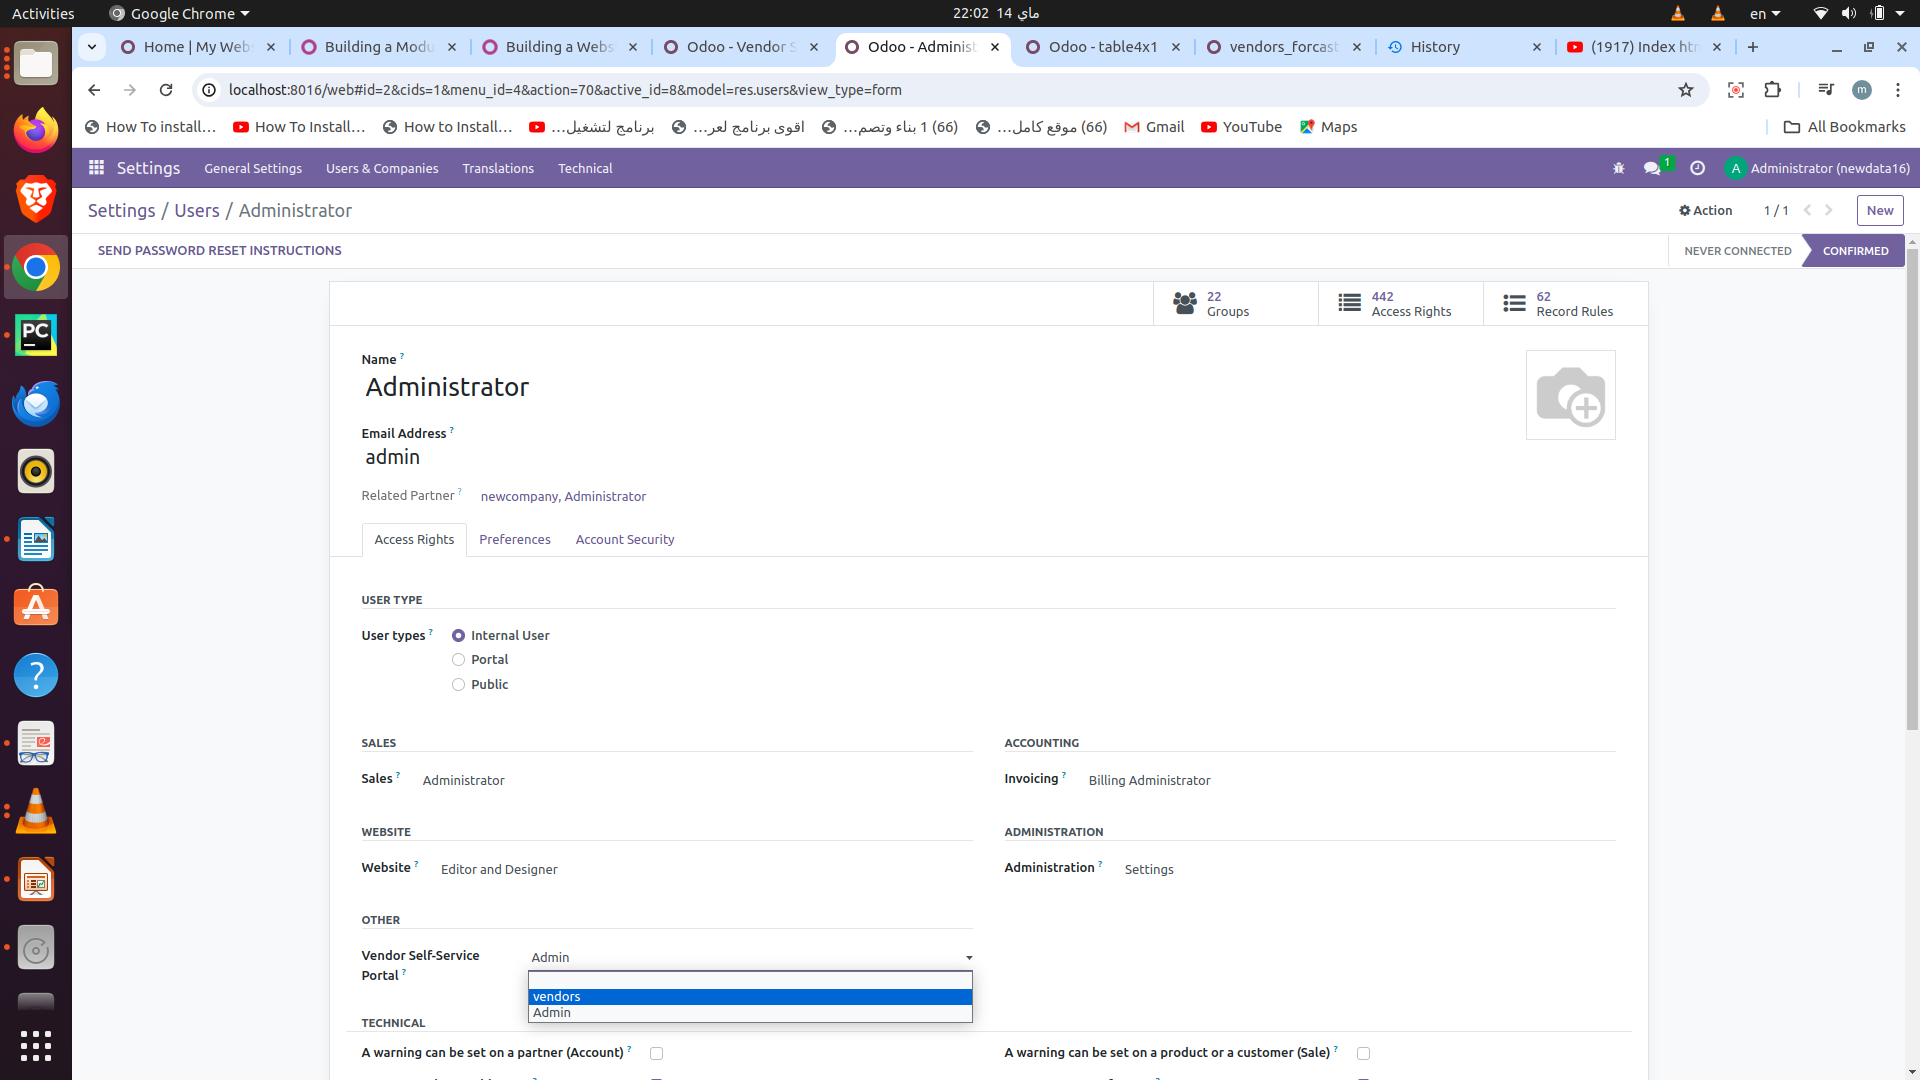 Activities
Google Chrome
22:02 14 ماي
en
Home | My Webs
Building a Modu
Building a Webs
Odoo - Vendor S
Odoo - Administ
Odoo - table4x1
vendors_forcast
History
(1917) Index htm
localhost:8016/web#id=2&cids=1&menu_id=4&action=70&active_id=8&model=res.users&view_type=form
m
How To install…
How To Install…
How to Install…
برنامج لتشغيل…
اقوى برنامج لعر…
(66) 1 بناء وتصم…
(66) موقع كامل…
Gmail
YouTube
Maps
All Bookmarks
Settings
General Settings
Users & Companies
Translations
Technical
1
A
Administrator (newdata16)
Settings / Users / Administrator
Action
1 / 1
New
SEND PASSWORD RESET INSTRUCTIONS
NEVER CONNECTED
CONFIRMED
22
Groups
442
Access Rights
62
Record Rules
Name ?
Administrator
Email Address ?
admin
Related Partner ?
newcompany, Administrator
Access Rights
Preferences
Account Security
USER TYPE
User types ?
Internal User
Portal
Public
SALES
ACCOUNTING
Sales ?
Administrator
Invoicing ?
Billing Administrator
WEBSITE
ADMINISTRATION
Website ?
Editor and Designer
Administration ?
Settings
OTHER
Vendor Self-Service
Portal ?
Admin
vendors
Admin
TECHNICAL
A warning can be set on a partner (Account) ?
A warning can be set on a product or a customer (Sale) ?
PC